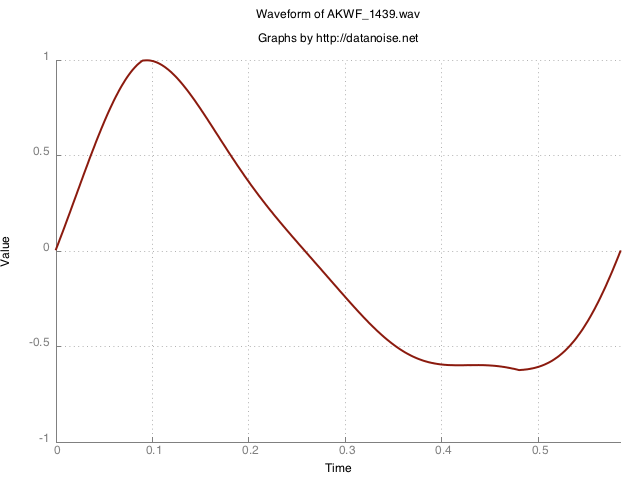 Waveform of AKWF_1439.wav
Graphs by http://datanoise.net
1
0.5
0
-0.5
-1
Value
0 0.1 0.2 0.3 0.4 0.5
Time